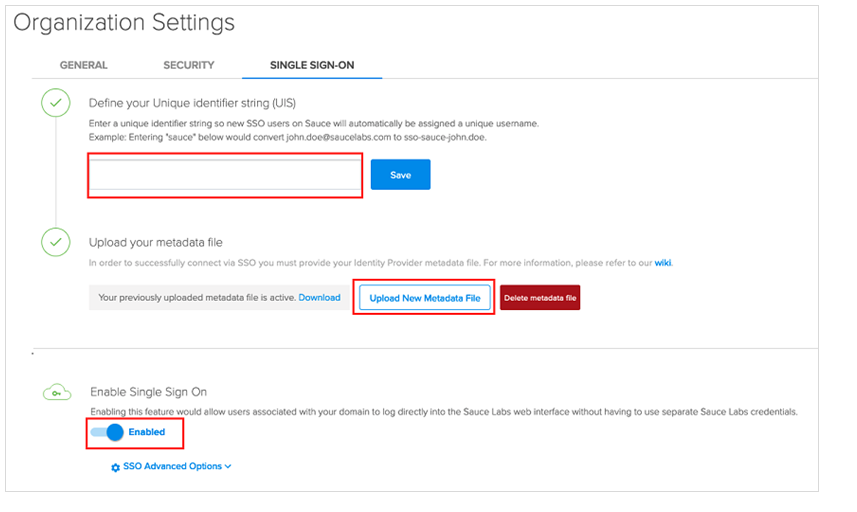 Organization Settings
GENERAL SECURITY SINGLE SIGN-ON
Define your Unique identifier string (UIS)
Enter a unique identifier string so new SSO users on Sauce will automatically be assigned a unique username.
Example: Entering "sauce" below would convert john.doe@saucelabs.com to sso-sauce-john.doe.
Save
Upload your metadata file
In order to successfully connect via SSO you must provide your Identity Provider metadata file. For more information, please refer to our wiki.
Your previously uploaded metadata file is active. Download Upload New Metadata File Delete metadata file
Enable Single Sign On
Enabling this feature would allow users associated with your domain to log directly into the Sauce Labs web interface without having to use separate Sauce Labs credentials.
Enabled
SSO Advanced Options